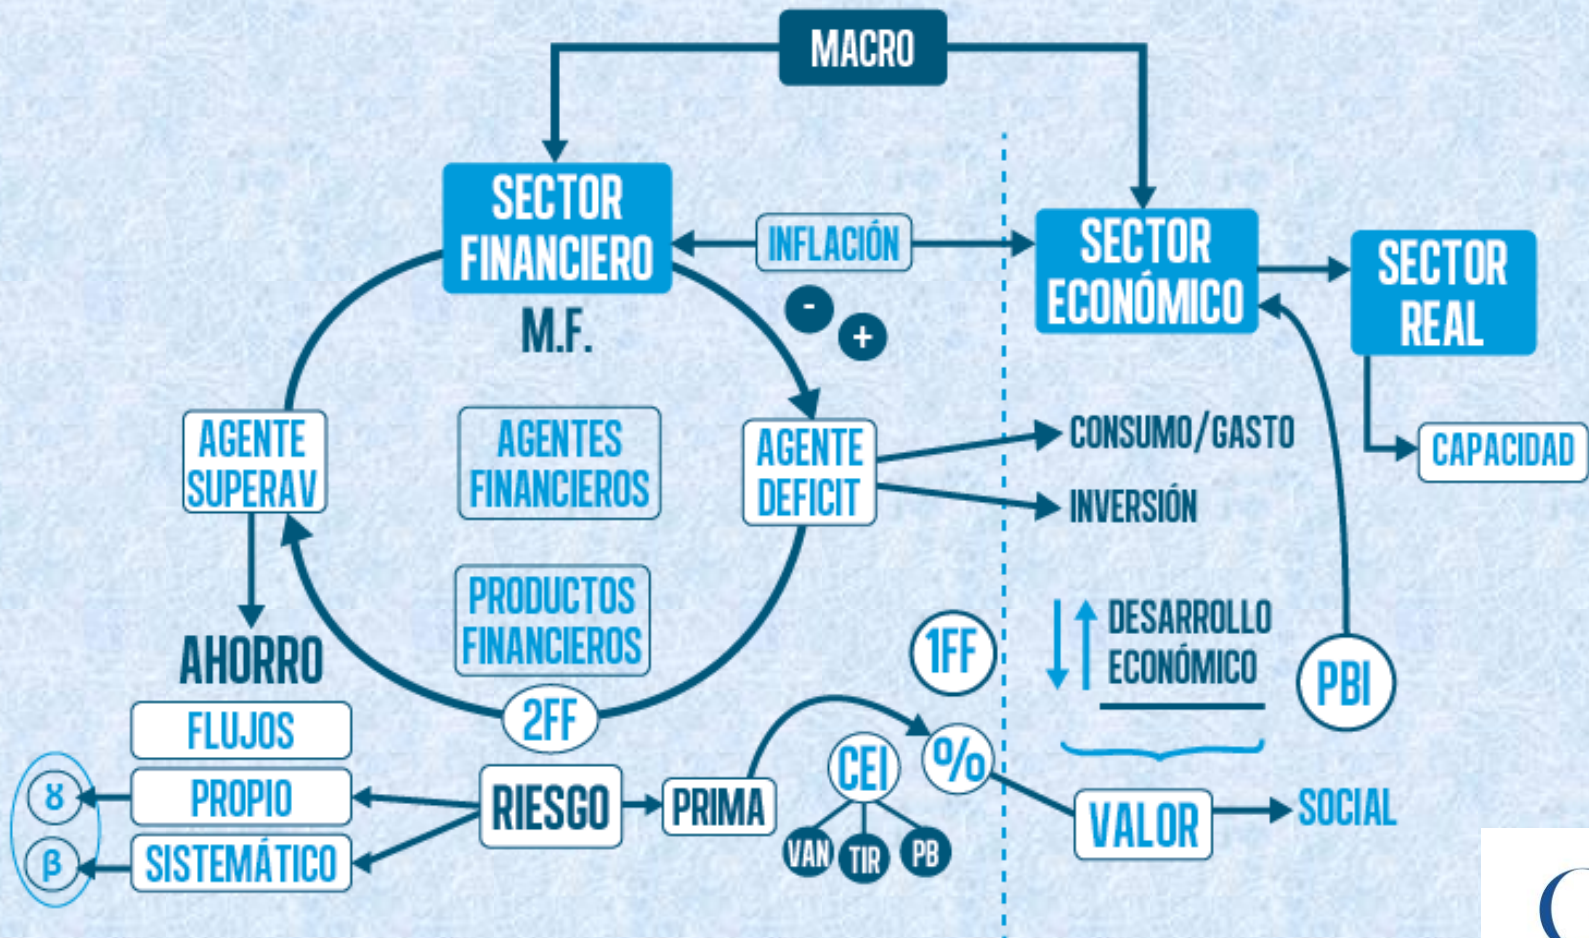 MACRO
SECTOR
FINANCIERO
M.F.
INFLACIÓN
-
+
SECTOR
ECONÓMICO
SECTOR
REAL
CAPACIDAD
AGENTE
SUPERAV
AGENTES
FINANCIEROS
AGENTE
DEFICIT
CONSUMO/GASTO
INVERSIÓN
PRODUCTOS
FINANCIEROS
AHORRO
2FF
1FF
DESARROLLO
ECONÓMICO
PBI
FLUJOS
PROPIO
SISTEMÁTICO
ȣ
β
RIESGO
PRIMA
CEI
%
VAN
TIR
PB
VALOR
SOCIAL